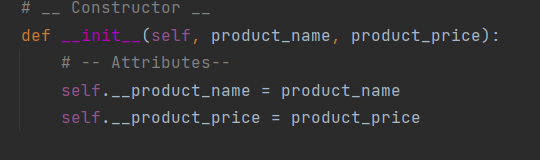 # __ Constructor __
def __init__(self, product_name, product_price):
# -- Attributes--
self.__product_name = product_name
self.__product_price = product_price